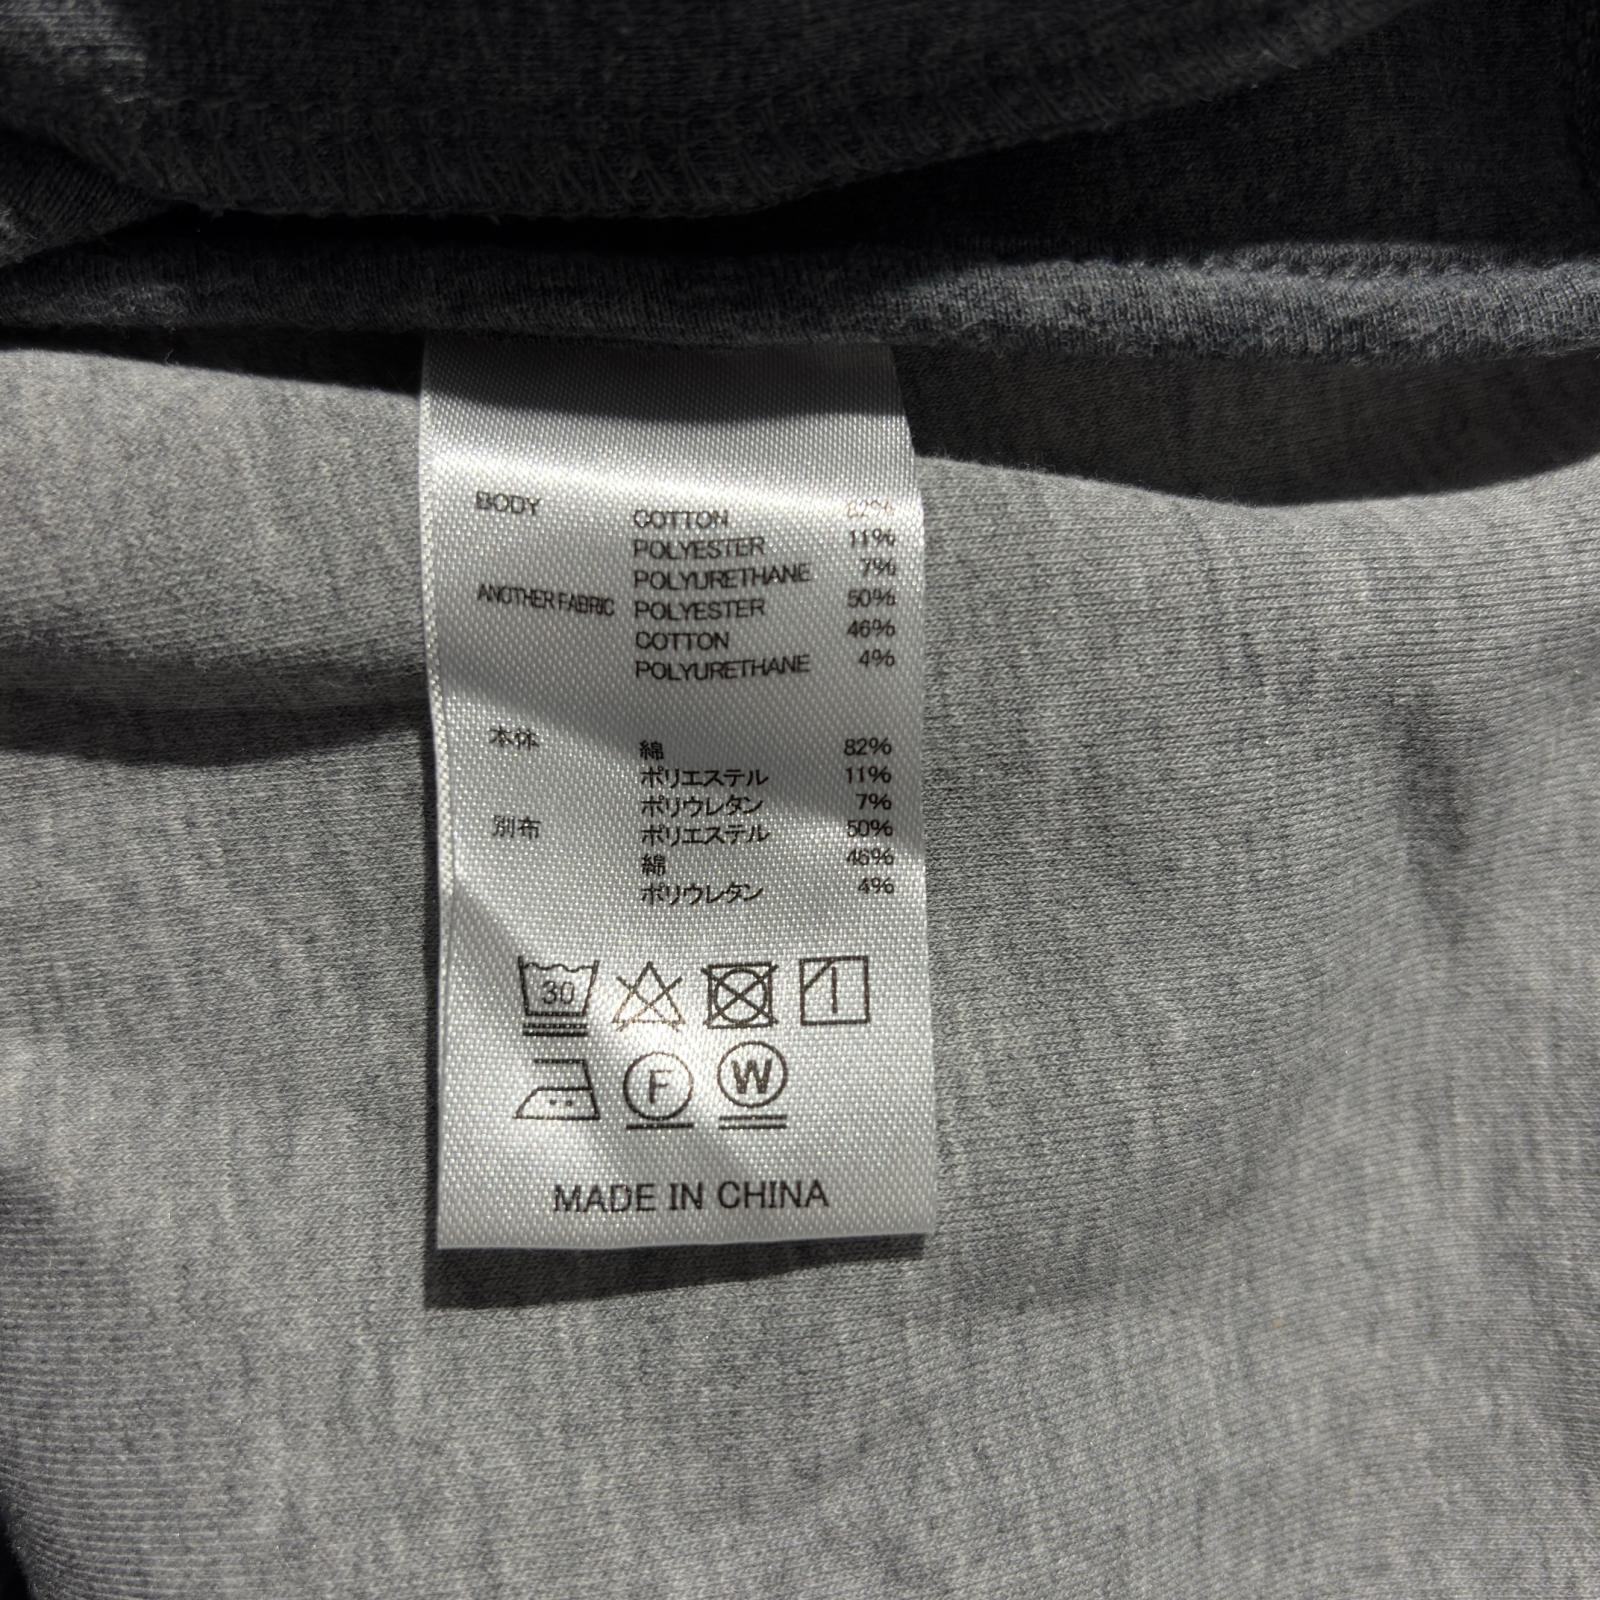 BODY COTTON 82%
POLYESTER 11%
POLYURETHANE 7%
ANOTHER FABRIC POLYESTER 50%
COTTON 46%
POLYURETHANE 4%
本体 綿 82%
ポリエステル 11%
ポリウレタン 7%
別布 ポリエステル 50%
綿 46%
ポリウレタン 4%
30
F W
MADE IN CHINA